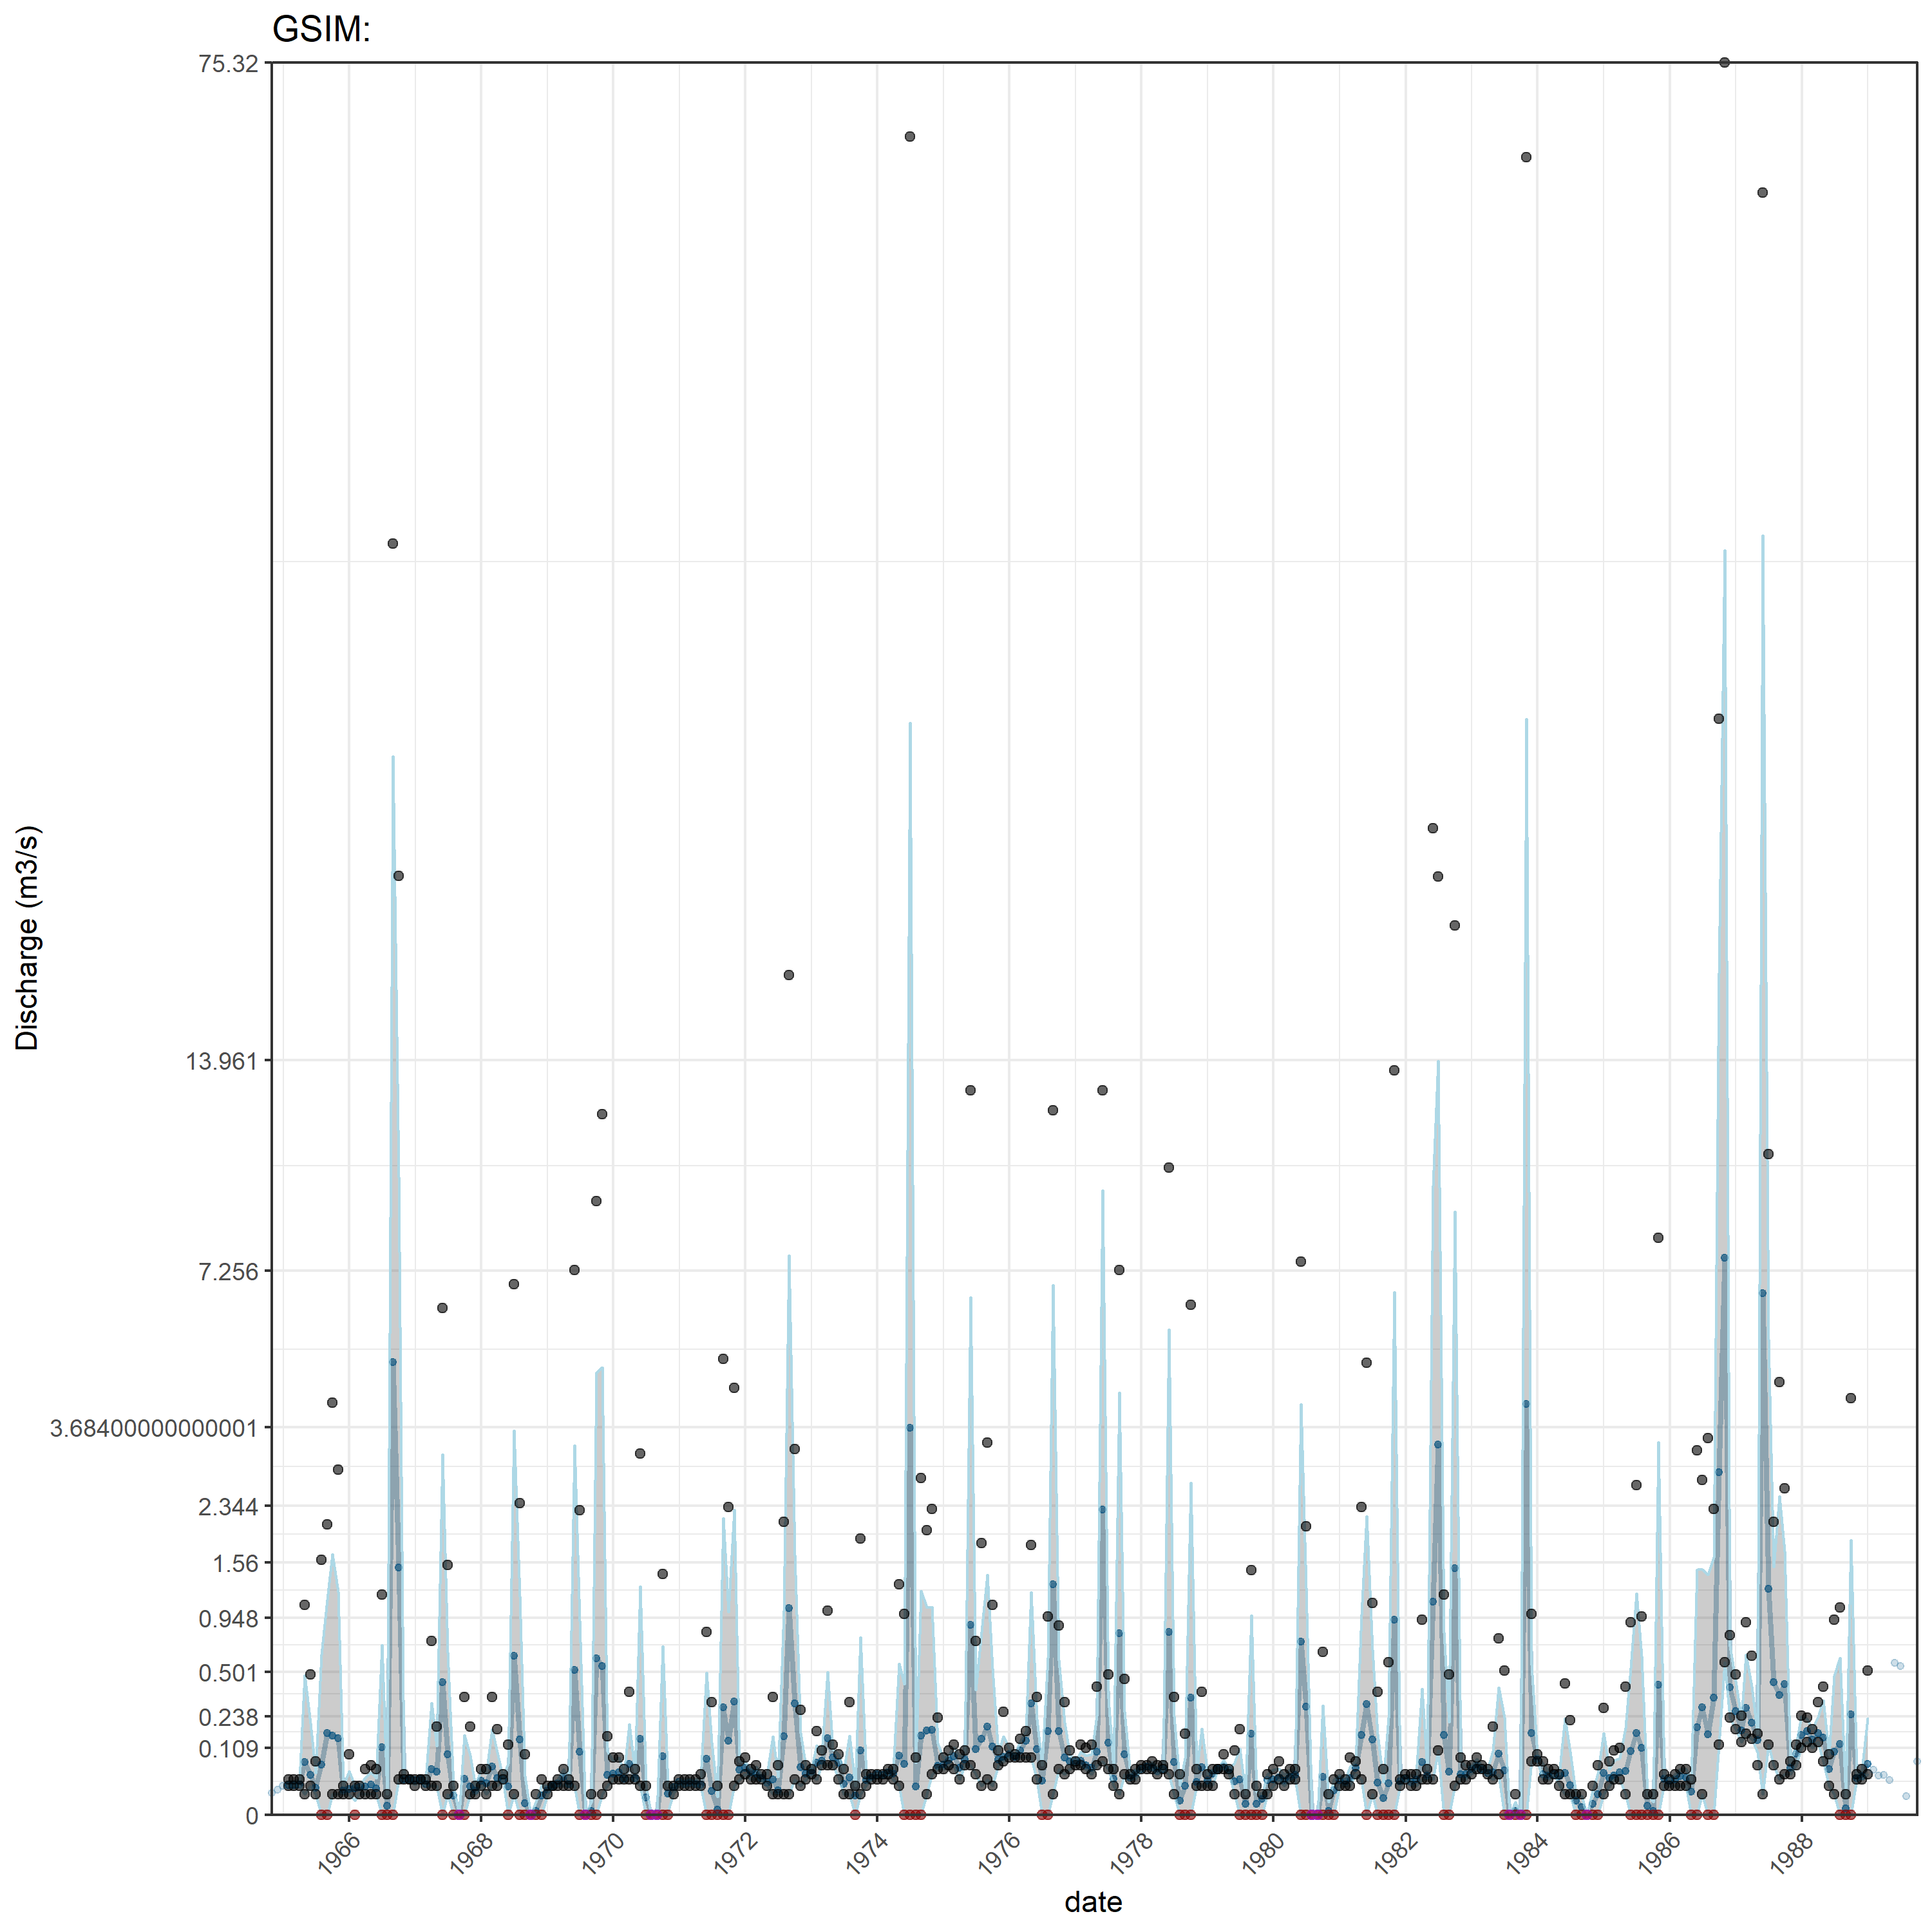 GSIM:
75.32
13.961
7.256
3.68400000000001
2.344
1.56
0.948
0.501
0.238
0.109
0
Discharge (m3/s)
1966 1968 1970 1972 1974 1976 1978 1980 1982 1984 1986 1988
date